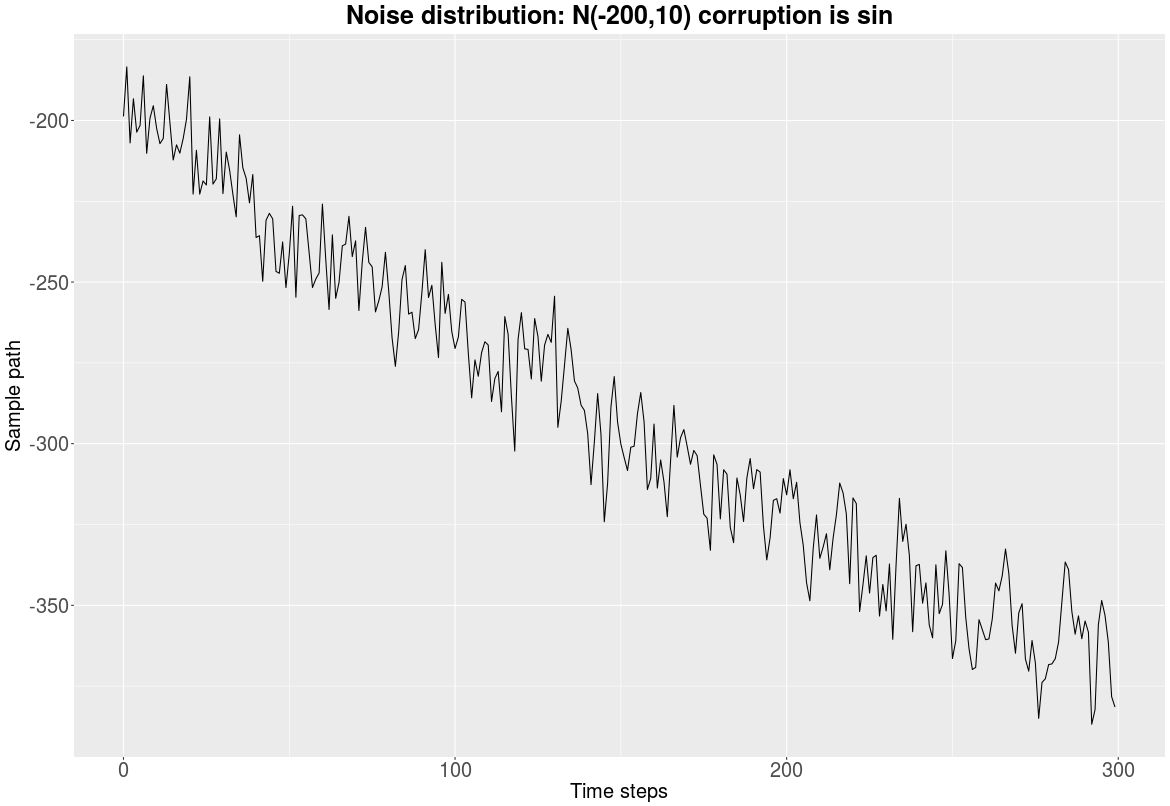 Noise distribution: N(-200,10) corruption is sin
Sample path
-200
-250
-300
-350
0 100 200 300
Time steps